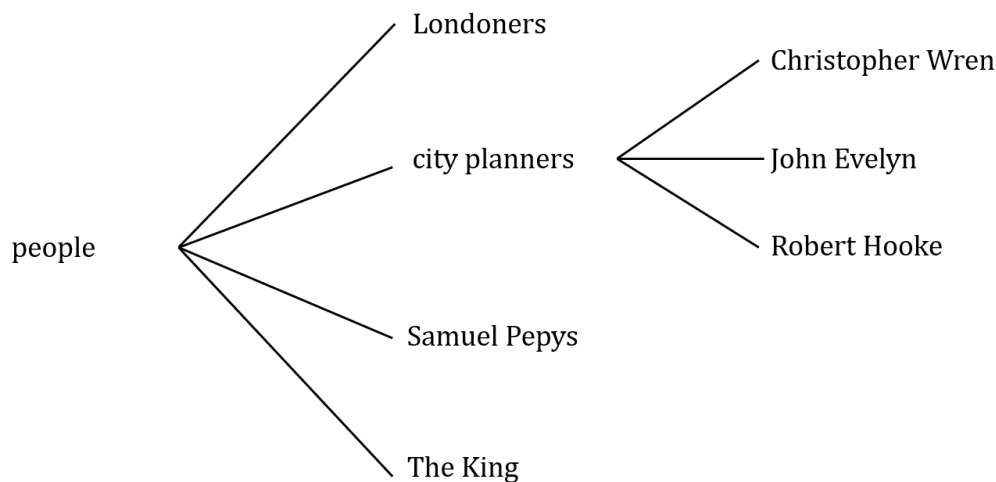 people
Londoners
city planners
Samuel Pepys
The King
Christopher Wren
John Evelyn
Robert Hooke